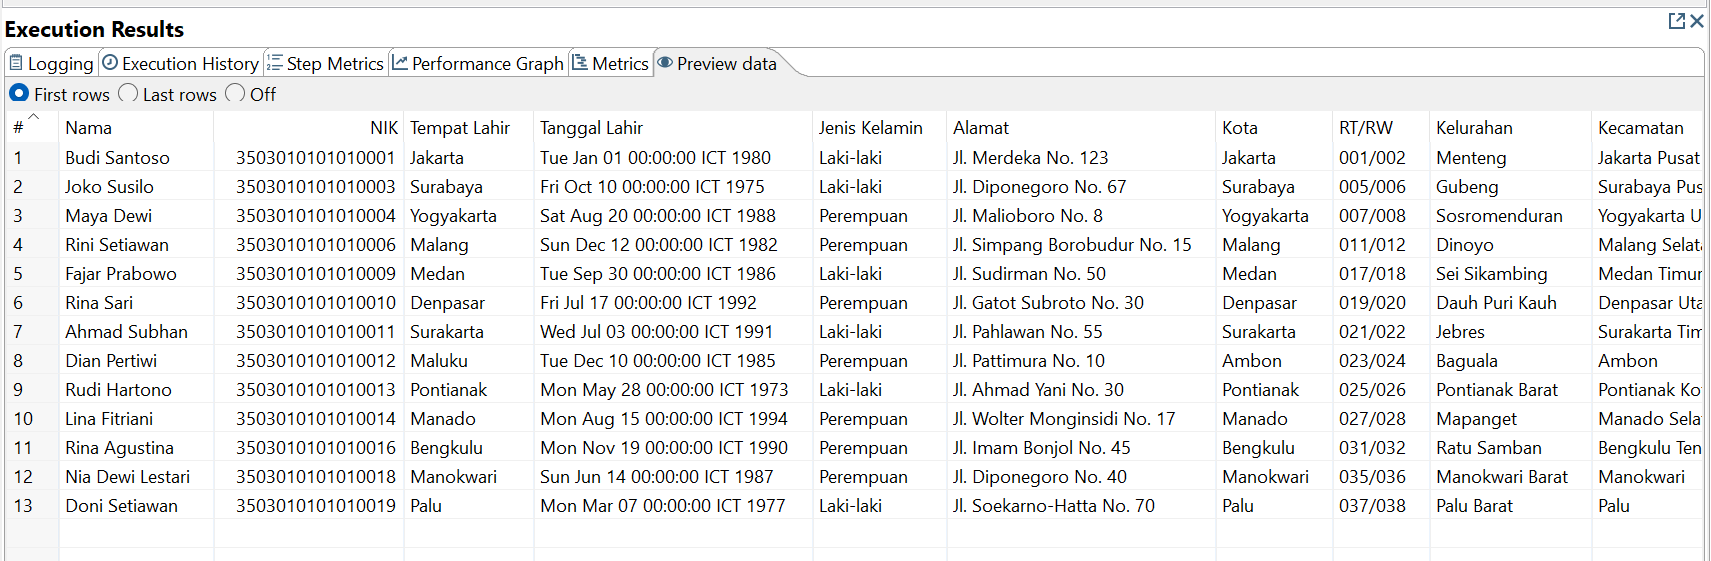 Execution Results
Logging Execution History Step Metrics Performance Graph Metrics Preview data
First rows Last rows Off
# Nama NIK Tempat Lahir Tanggal Lahir Jenis Kelamin Alamat Kota RT/RW Kelurahan Kecamatan
1 Budi Santoso 3503010101010001 Jakarta Tue Jan 01 00:00:00 ICT 1980 Laki-laki Jl. Merdeka No. 123 Jakarta 001/002 Menteng Jakarta Pusat
2 Joko Susilo 3503010101010003 Surabaya Fri Oct 10 00:00:00 ICT 1975 Laki-laki Jl. Diponegoro No. 67 Surabaya 005/006 Gubeng Surabaya Pus
3 Maya Dewi 3503010101010004 Yogyakarta Sat Aug 20 00:00:00 ICT 1988 Perempuan Jl. Malioboro No. 8 Yogyakarta 007/008 Sosromenduran Yogyakarta U
4 Rini Setiawan 3503010101010006 Malang Sun Dec 12 00:00:00 ICT 1982 Perempuan Jl. Simpang Borobudur No. 15 Malang 011/012 Dinoyo Malang Selat
5 Fajar Prabowo 3503010101010009 Medan Tue Sep 30 00:00:00 ICT 1986 Laki-laki Jl. Sudirman No. 50 Medan 017/018 Sei Sikambing Medan Timur
6 Rina Sari 3503010101010010 Denpasar Fri Jul 17 00:00:00 ICT 1992 Perempuan Jl. Gatot Subroto No. 30 Denpasar 019/020 Dauh Puri Kauh Denpasar Uta
7 Ahmad Subhan 3503010101010011 Surakarta Wed Jul 03 00:00:00 ICT 1991 Laki-laki Jl. Pahlawan No. 55 Surakarta 021/022 Jebres Surakarta Tim
8 Dian Pertiwi 3503010101010012 Maluku Tue Dec 10 00:00:00 ICT 1985 Perempuan Jl. Pattimura No. 10 Ambon 023/024 Baguala Ambon
9 Rudi Hartono 3503010101010013 Pontianak Mon May 28 00:00:00 ICT 1973 Laki-laki Jl. Ahmad Yani No. 30 Pontianak 025/026 Pontianak Barat Pontianak Ko
10 Lina Fitriani 3503010101010014 Manado Mon Aug 15 00:00:00 ICT 1994 Perempuan Jl. Wolter Monginsidi No. 17 Manado 027/028 Mapanget Manado Sela
11 Rina Agustina 3503010101010016 Bengkulu Mon Nov 19 00:00:00 ICT 1990 Perempuan Jl. Imam Bonjol No. 45 Bengkulu 031/032 Ratu Samban Bengkulu Ten
12 Nia Dewi Lestari 3503010101010018 Manokwari Sun Jun 14 00:00:00 ICT 1987 Perempuan Jl. Diponegoro No. 40 Manokwari 035/036 Manokwari Barat Manokwari
13 Doni Setiawan 3503010101010019 Palu Mon Mar 07 00:00:00 ICT 1977 Laki-laki Jl. Soekarno-Hatta No. 70 Palu 037/038 Palu Barat Palu